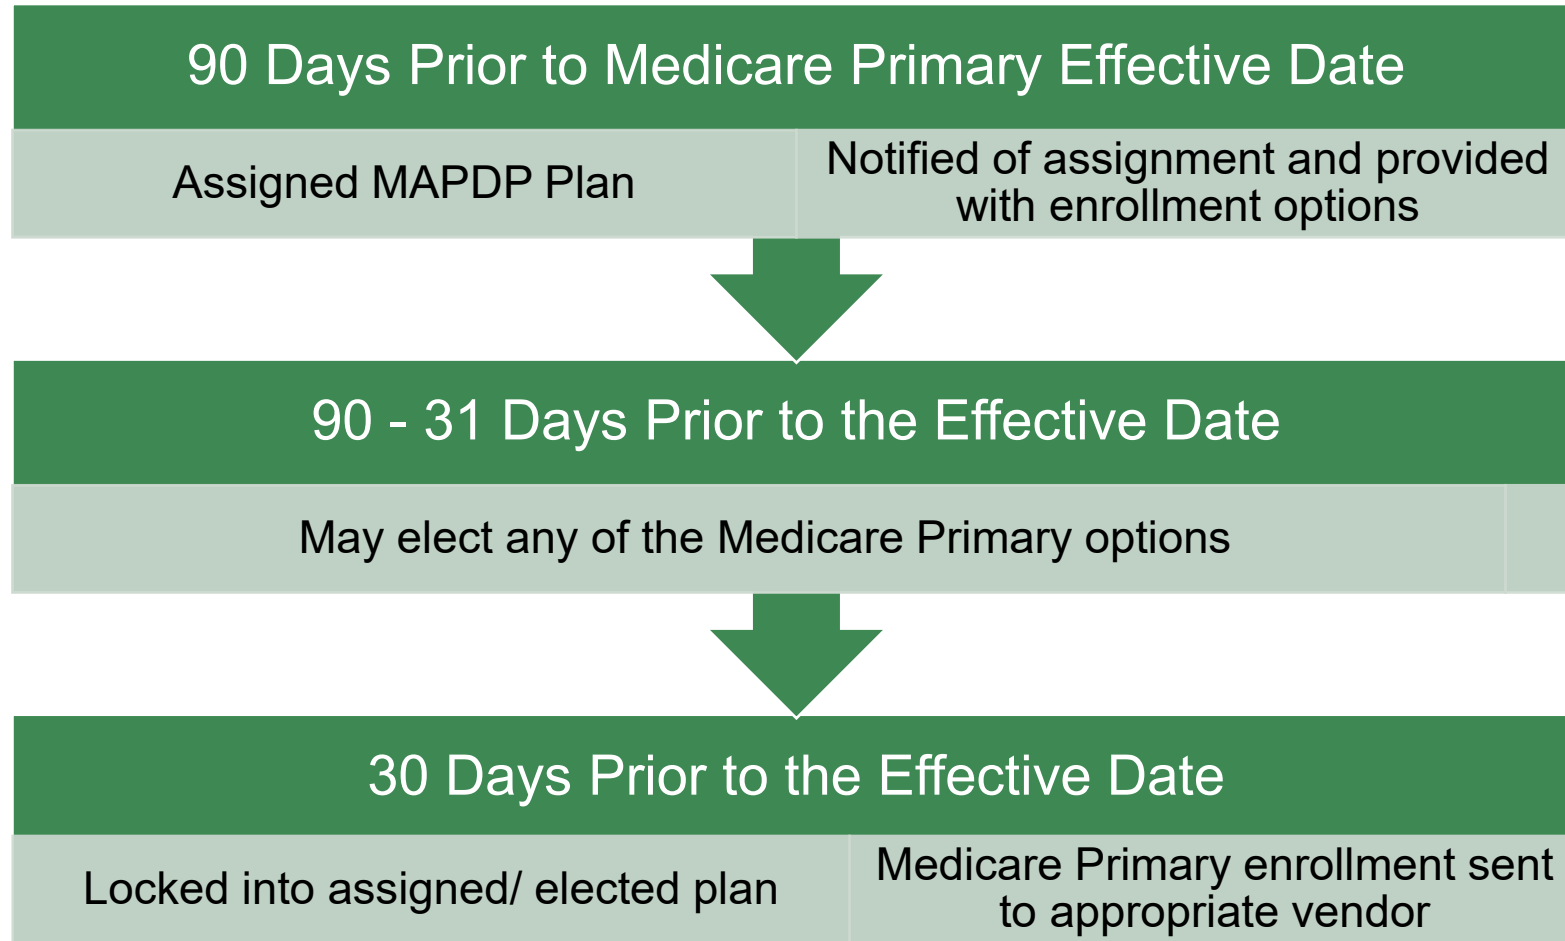 90 Days Prior to Medicare Primary Effective Date
Assigned MAPDP Plan
Notified of assignment and provided
with enrollment options
90 - 31 Days Prior to the Effective Date
May elect any of the Medicare Primary options
30 Days Prior to the Effective Date
Locked into assigned/ elected plan
Medicare Primary enrollment sent
to appropriate vendor